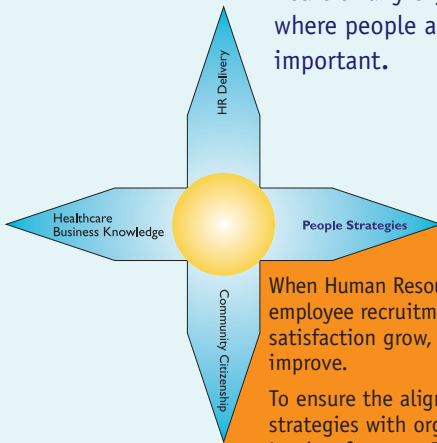 where people a
important.
HR Delivery
Healthcare
Business Knowledge
People Strategies
Community Citizenship
When Human Resou
employee recruitm
satisfaction grow,
improve.
To ensure the align
strategies with orga